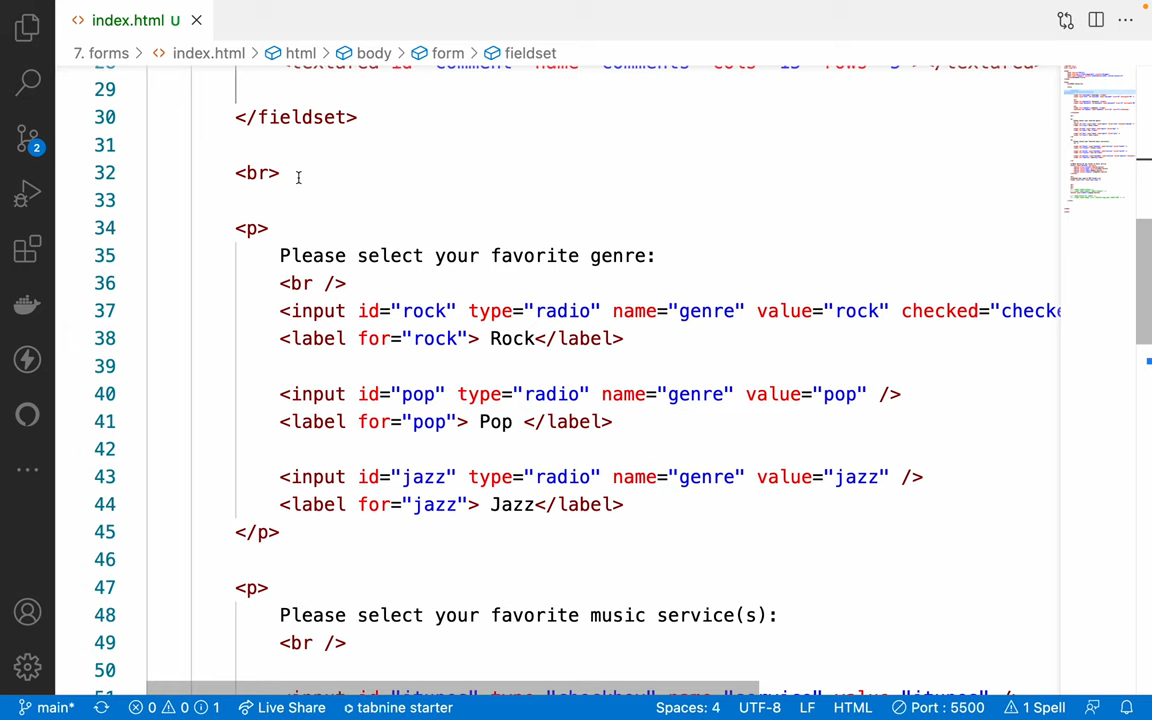 index.html U
7. forms > index.html > html > body > form > fieldset
29
30 </fieldset>
31
32 <br>
33
34 <p>
35 Please select your favorite genre:
36 <br />
37 <input id="rock" type="radio" name="genre" value="rock" checked="checke
38 <label for="rock"> Rock</label>
39
40 <input id="pop" type="radio" name="genre" value="pop" />
41 <label for="pop"> Pop </label>
42
43 <input id="jazz" type="radio" name="genre" value="jazz" />
44 <label for="jazz"> Jazz</label>
45 </p>
46
47 <p>
48 Please select your favorite music service(s):
49 <br />
50
2
main* 0 0 1 Live Share tabnine starter Spaces: 4 UTF-8 LF HTML Port : 5500 1 Spell